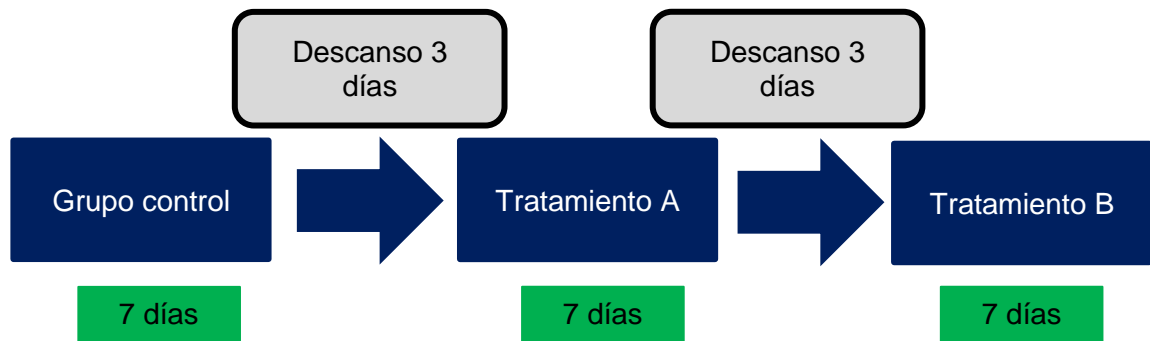 Descanso 3
días
Descanso 3
días
Grupo control
Tratamiento A
Tratamiento B
7 días
7 días
7 días